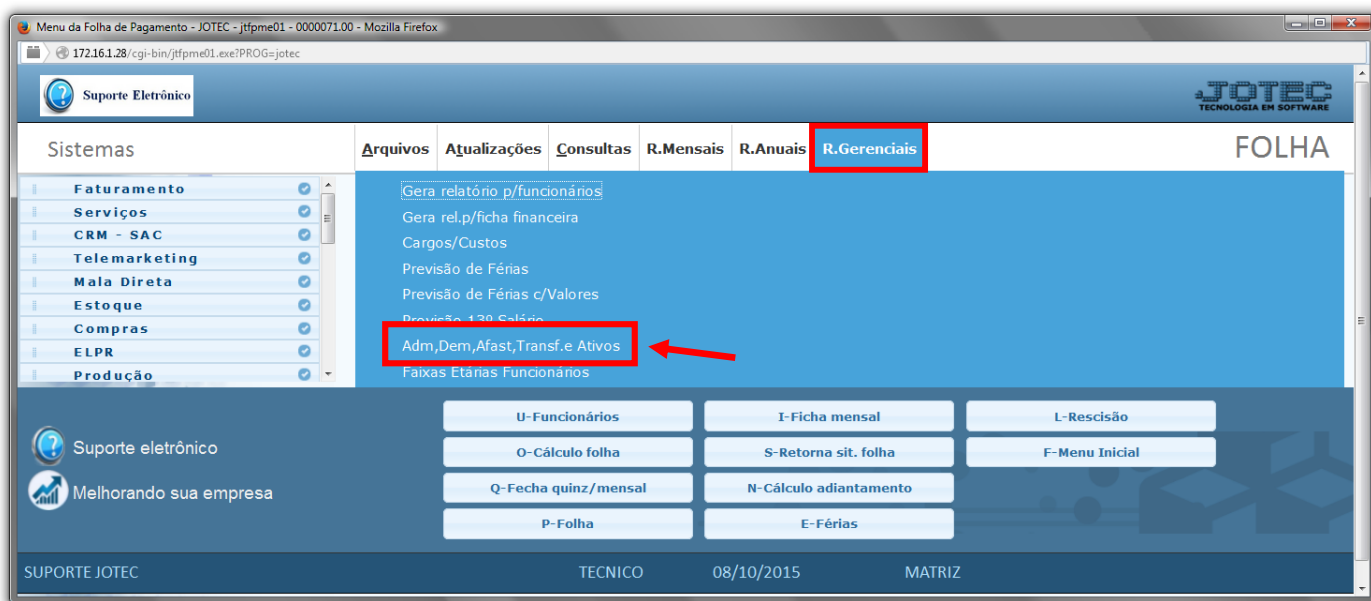 Menu da Folha de Pagamento - JOTEC - jtfpme01 - 0000071.00 - Mozilla Firefox
172.16.1.28/cgi-bin/jtfpme01.exe?PROG=jotec
Suporte Eletrônico
JOTEC
TECNOLOGIA EM SOFTWARE
Sistemas
Arquivos Atualizações Consultas R.Mensais R.Anuais R.Gerenciais
FOLHA
Faturamento
Serviços
CRM - SAC
Telemarketing
Mala Direta
Estoque
Compras
ELPR
Produção
Gera relatório p/funcionários
Gera rel.p/ficha financeira
Cargos/Custos
Previsão de Férias
Previsão de Férias c/Valores
Previsão 13º Salário
Adm,Dem,Afast,Transf.e Ativos
Faixas Etárias Funcionários
Suporte eletrônico
Melhorando sua empresa
U-Funcionários I-Ficha mensal L-Rescisão
O-Cálculo folha S-Retorna sit. folha F-Menu Inicial
Q-Fecha quinz/mensal N-Cálculo adiantamento
P-Folha E-Férias
SUPORTE JOTEC TECNICO 08/10/2015 MATRIZ